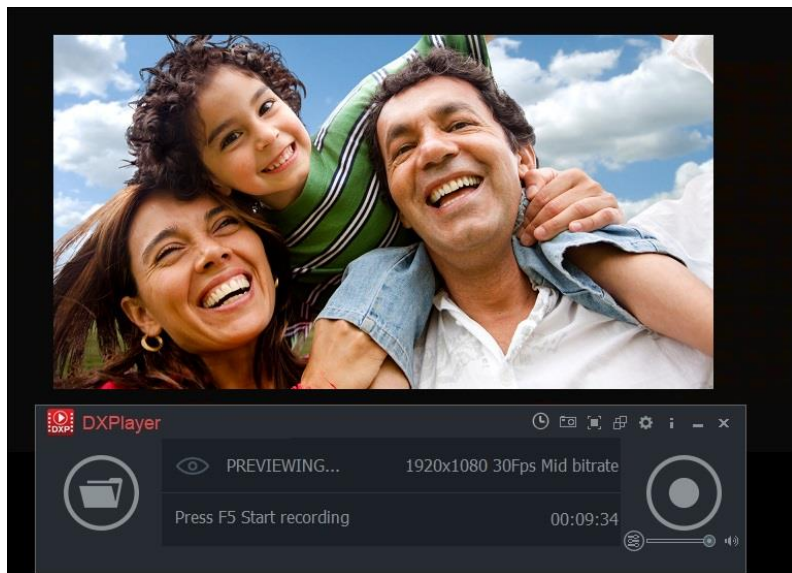 DXPlayer
DXP
PREVIEWING... 1920x1080 30Fps Mid bitrate
Press F5 Start recording 00:09:34